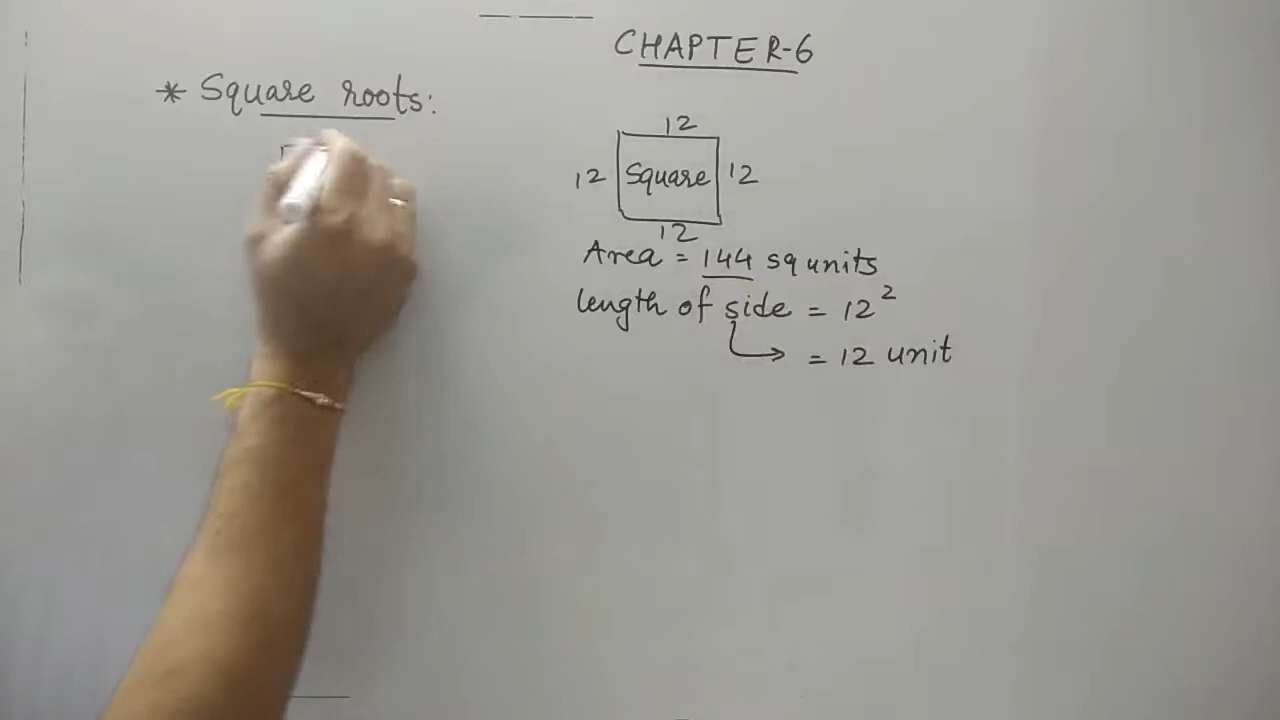 CHAPTER-6
* Square roots:
12
12 Square 12
12
Area = 144 sq units
length of side = 12²
= 12 unit